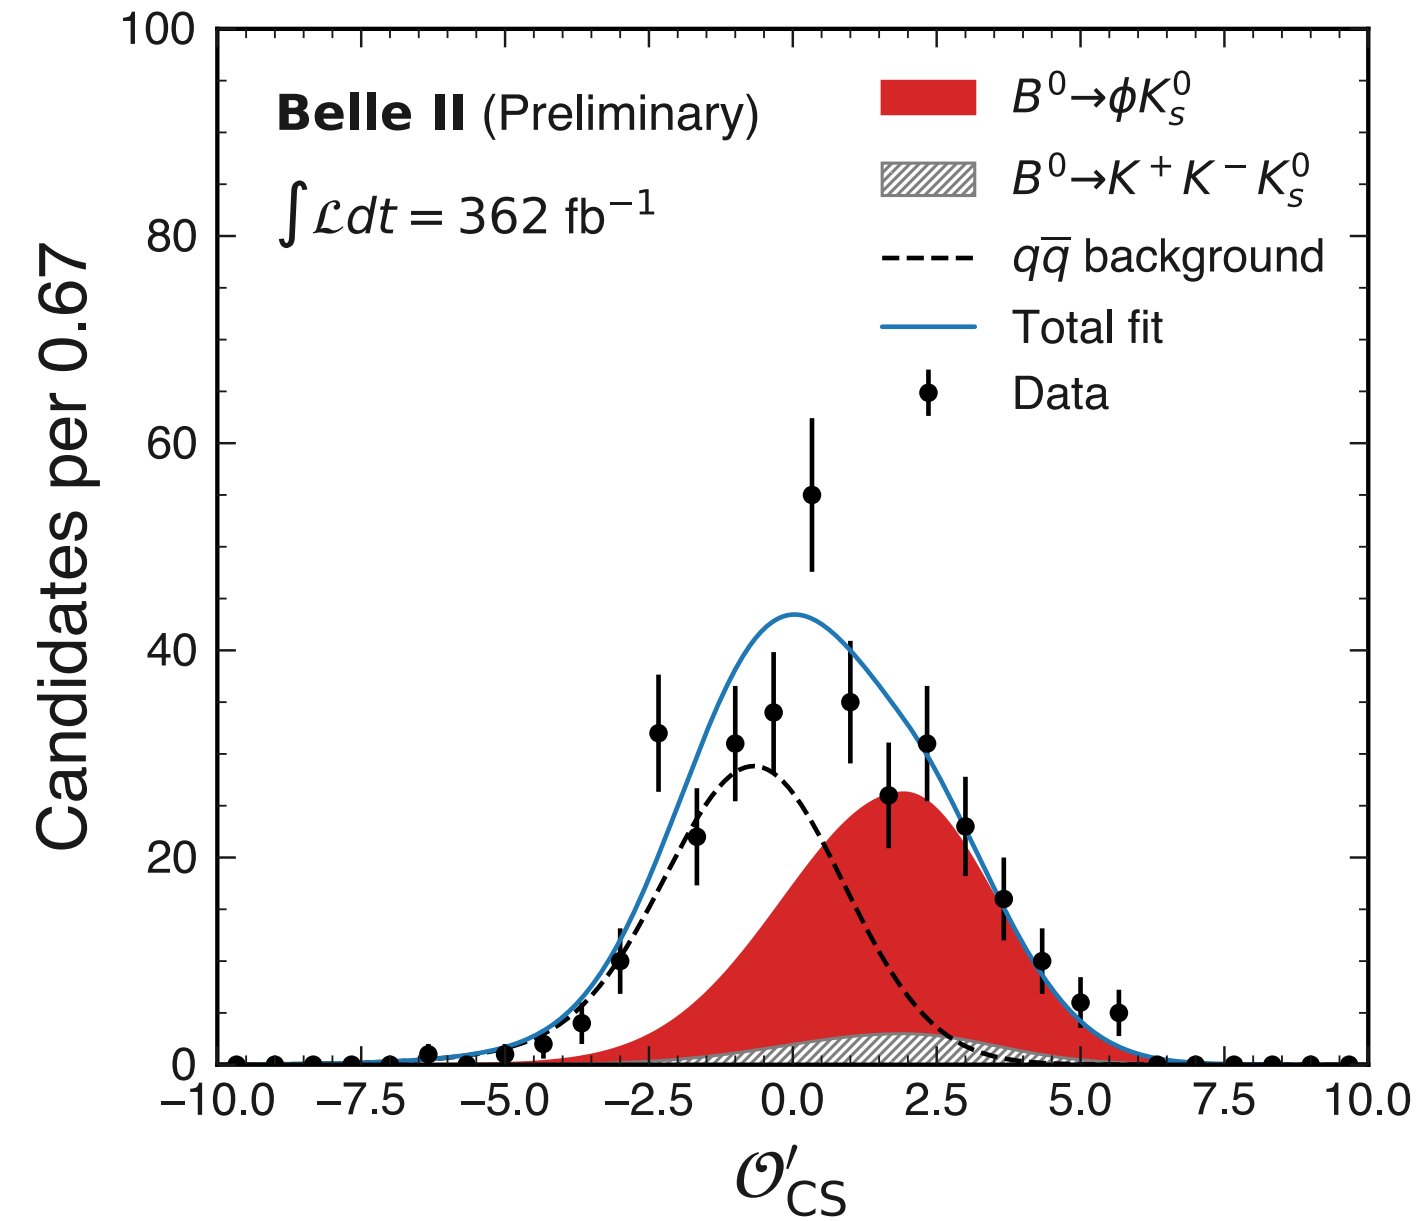 Candidates per 0.67
100
80
60
40
20
0
Belle II (Preliminary)
∫ℒdt = 362 fb⁻¹
B⁰→ϕK⁰ₛ
B⁰→K⁺K⁻K⁰ₛ
qq̅ background
Total fit
Data
−10.0 −7.5 −5.0 −2.5 0.0 2.5 5.0 7.5 10.0
𝒪′CS